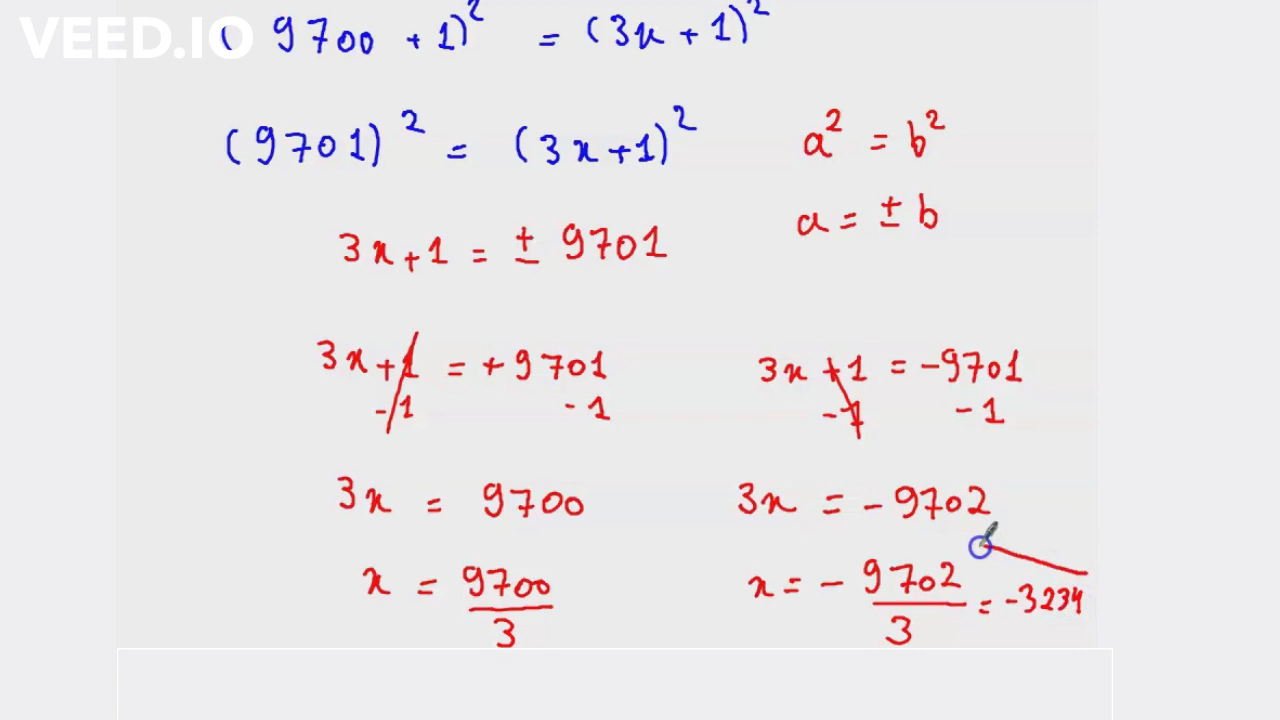 VEED.IO
(9700 + 1)² = (3x + 1)²
(9701)² = (3x+1)²
a² = b²
a = ± b
3x+1 = ± 9701
3x+1 = +9701
-1 -1
3x+1 = -9701
-1 -1
3x = 9700
3x = -9702
x = 9700/3
x = - 9702/3 = -3234